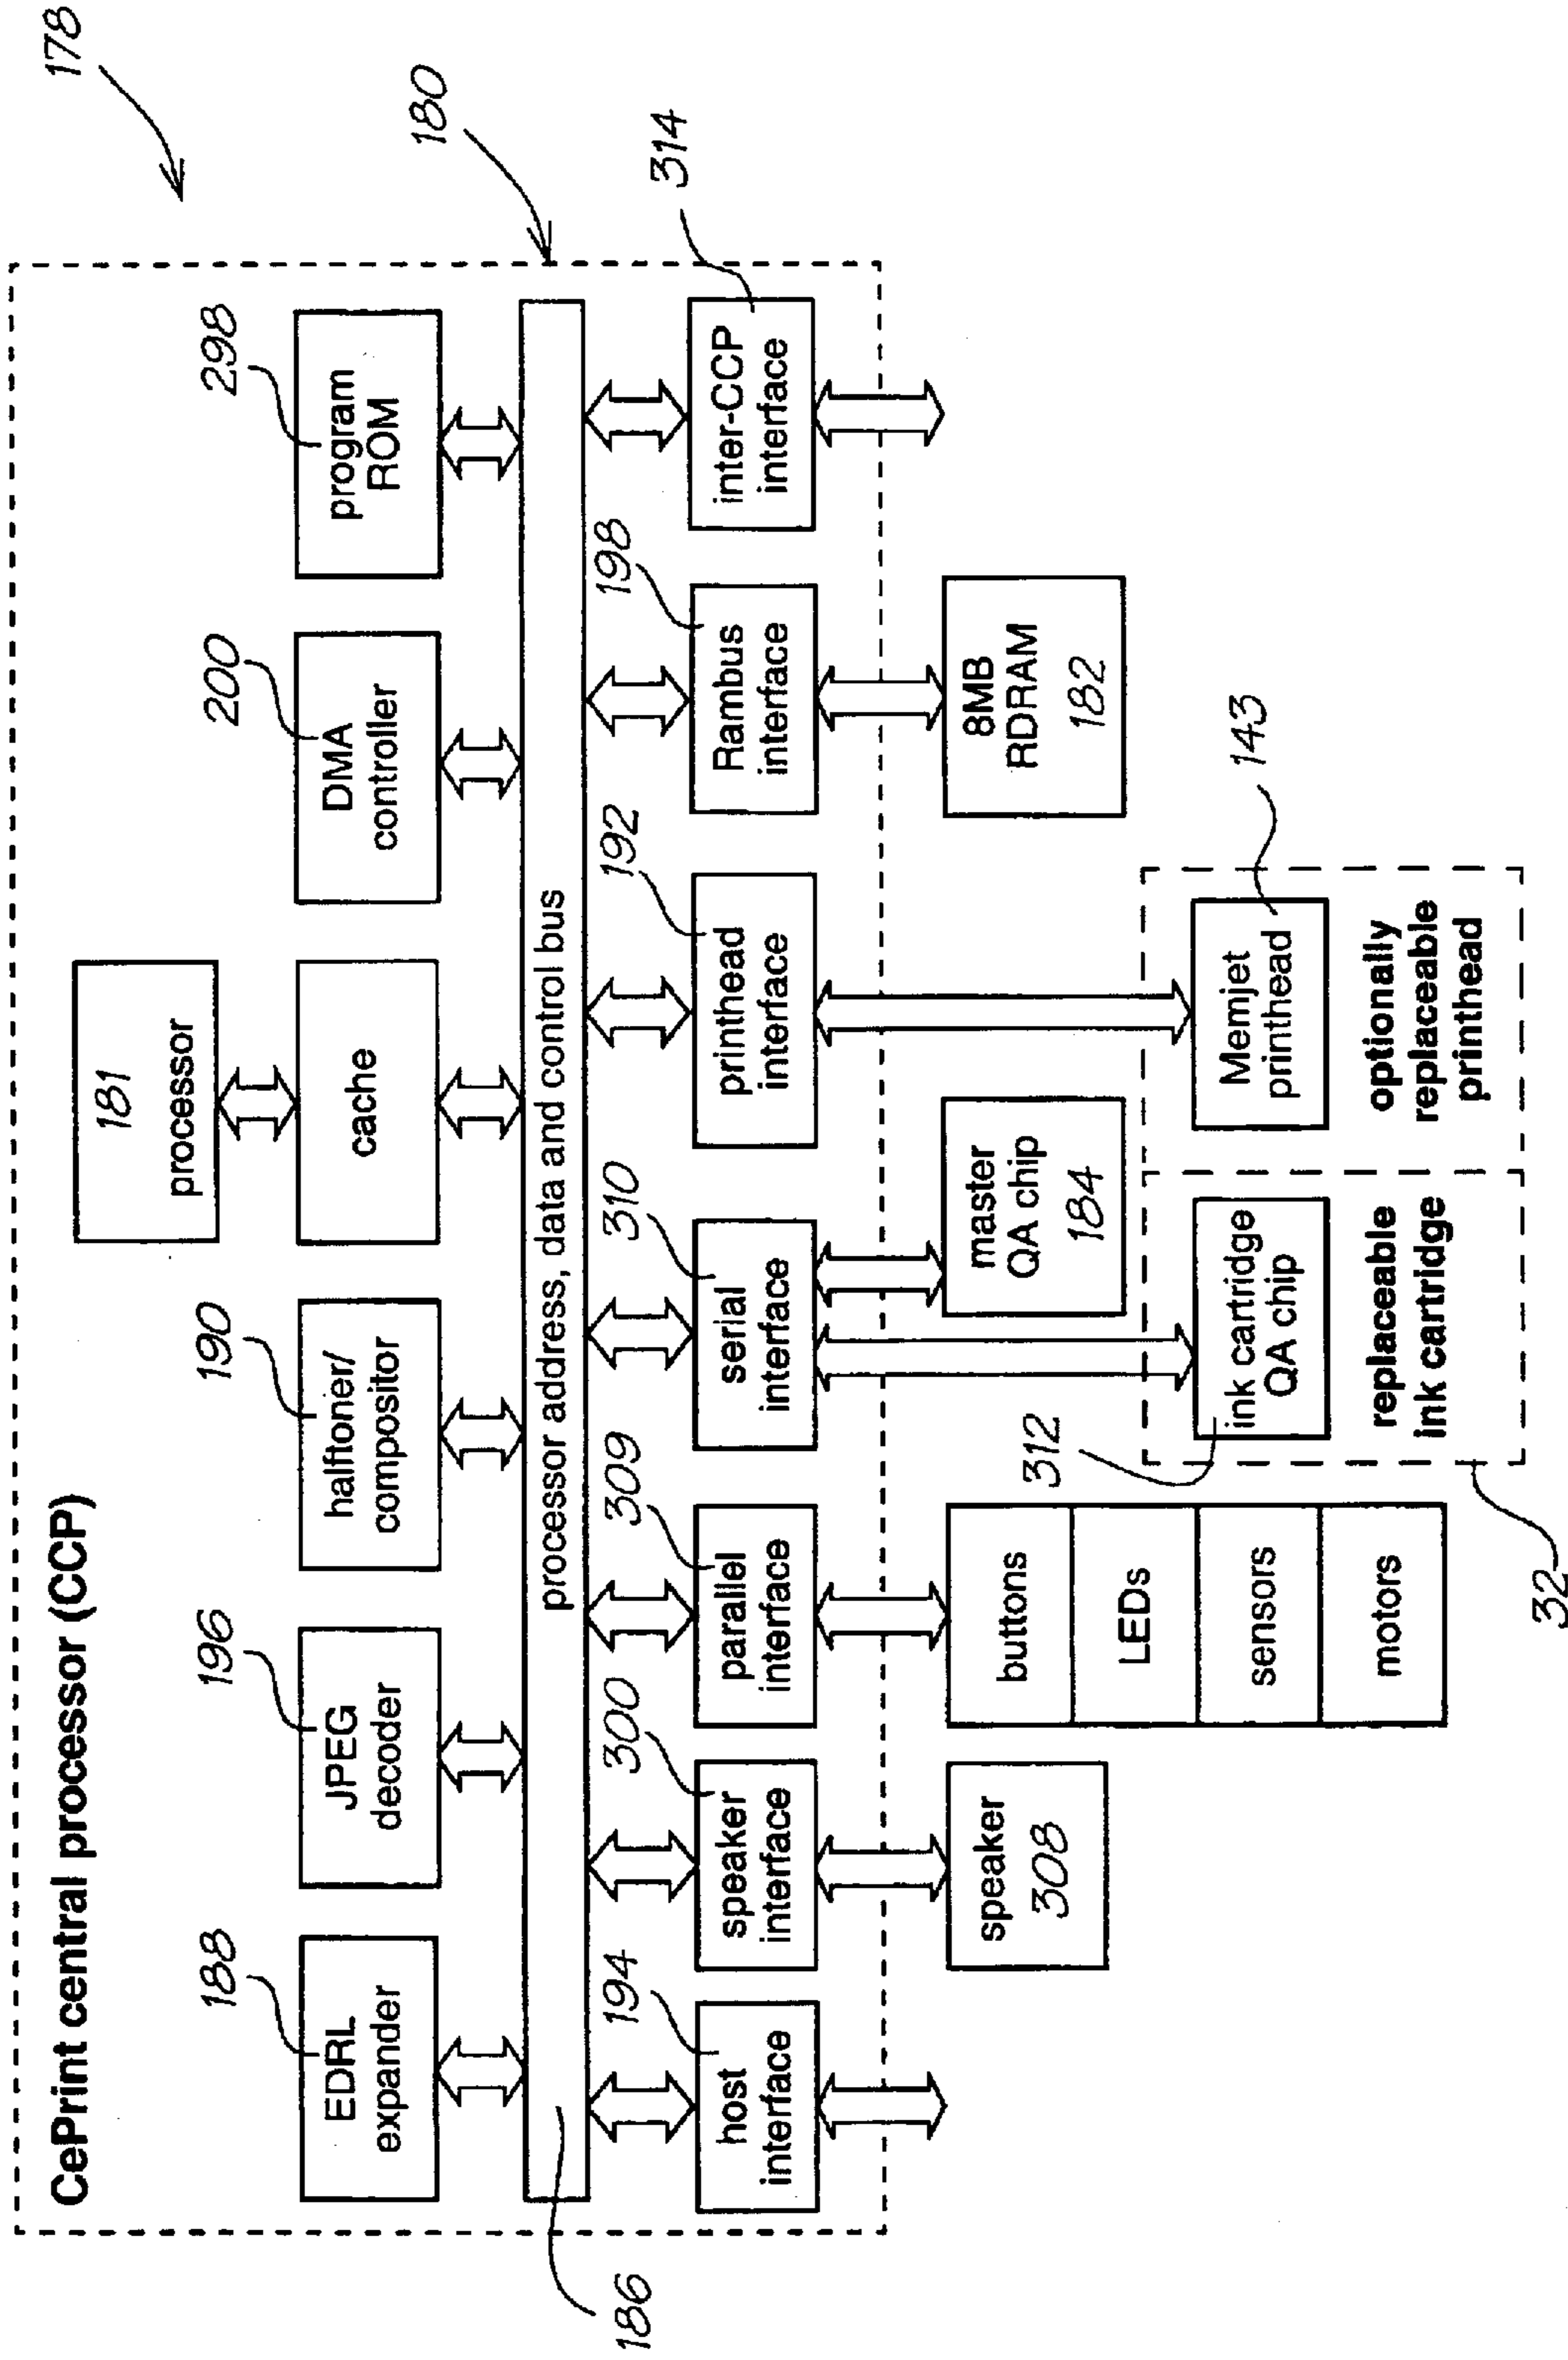 178
CePrint central processor (CCP)
180
181
processor
188
196
190
200
298
EDRL
expander
JPEG
decoder
halftoner/
compositor
cache
DMA
controller
program
ROM
processor address, data and control bus
186
194
300
309
310
192
198
314
host
interface
speaker
interface
parallel
interface
serial
interface
printhead
interface
Rambus
interface
inter-CCP
interface
speaker
308
buttons
LEDs
sensors
motors
312
master
QA chip
184
8MB
RDRAM
182
ink cartridge
QA chip
replaceable
ink cartridge
Memjet
printhead
143
optionally
replaceable
printhead
32